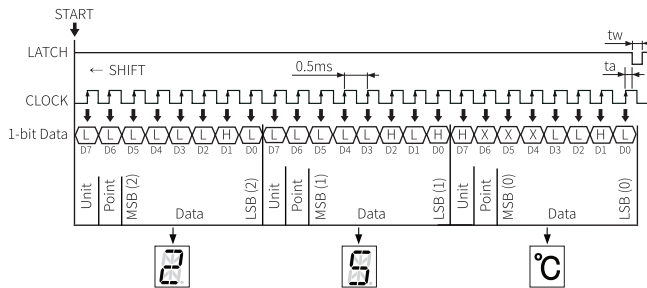 START
LATCH
tw
ta
← SHIFT
0.5ms
CLOCK
1-bit Data
L L L L L L H L L L L L L H L H H X X X L L H L
D7 D6 D5 D4 D3 D2 D1 D0 D7 D6 D5 D4 D3 D2 D1 D0 D7 D6 D5 D4 D3 D2 D1 D0
Unit Point MSB (2) Data LSB (2) Unit Point MSB (1) Data LSB (1) Unit Point MSB (0) Data LSB (0)
2 5 °C